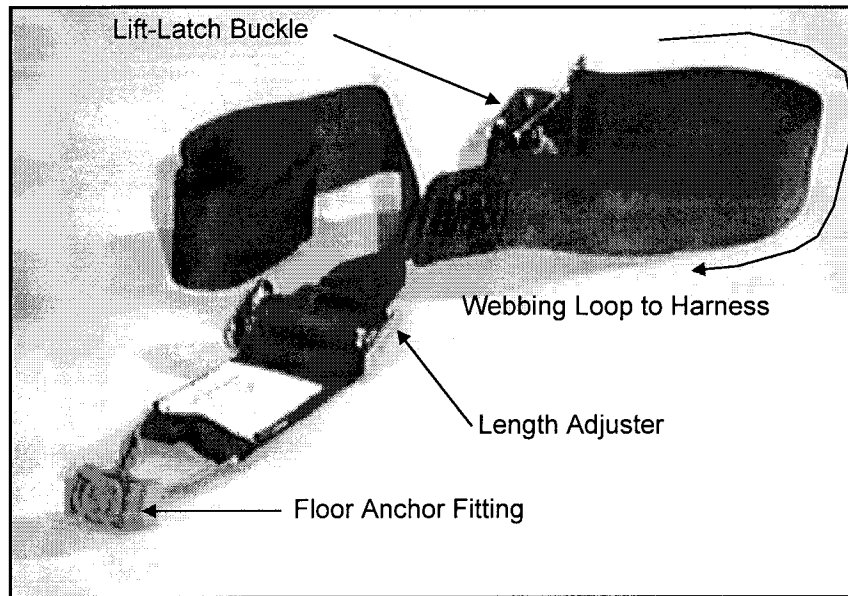 Lift-Latch Buckle
Webbing Loop to Harness
Length Adjuster
Floor Anchor Fitting